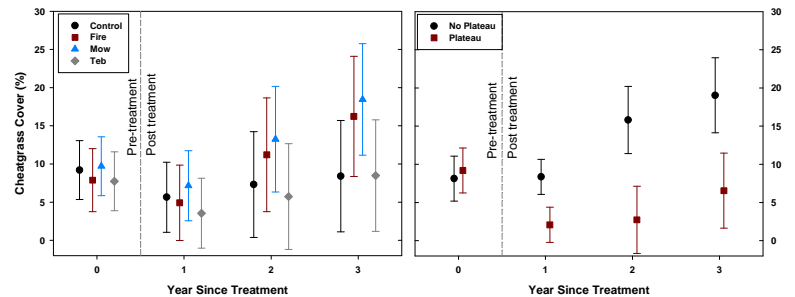 Control
Fire
Mow
Teb
30
25
20
15
10
5
0
Cheatgrass Cover (%)
Pre-treatment
Post treatment
0
1
2
3
Year Since Treatment
No Plateau
Plateau
30
25
20
15
10
5
0
Pre-treatment
Post treatment
0
1
2
3
Year Since Treatment